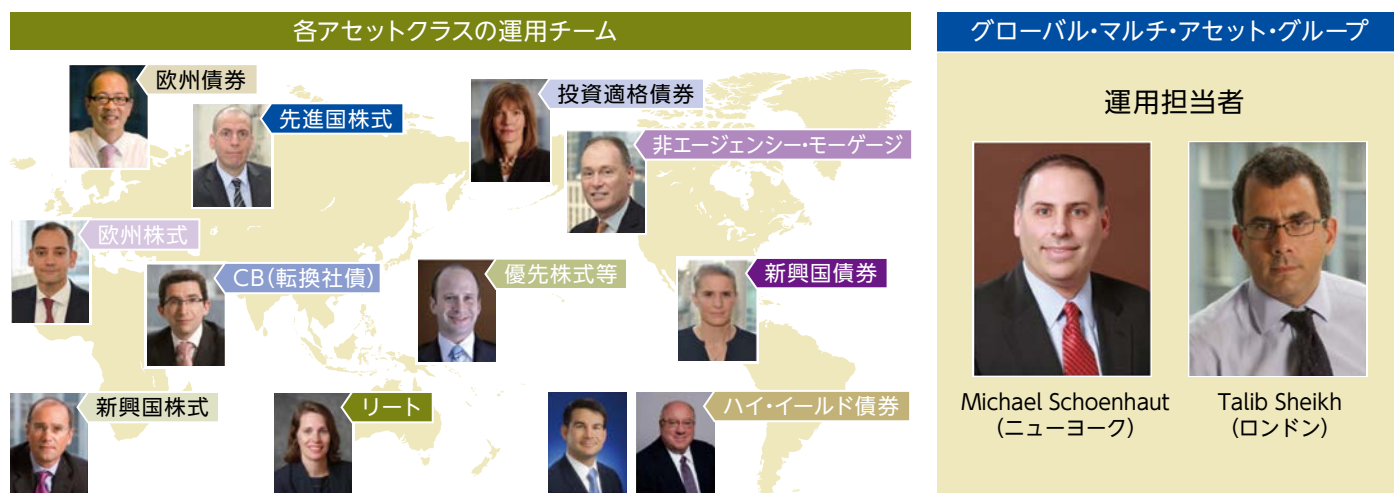 各アセットクラスの運用チーム
欧州債券
先進国株式
投資適格債券
非エージェンシー・モーゲージ
欧州株式
CB（転換社債）
優先株式等
新興国債券
新興国株式
リート
ハイ・イールド債券
グローバル・マルチ・アセット・グループ
運用担当者
Michael Schoenhaut
（ニューヨーク）
Talib Sheikh
（ロンドン）